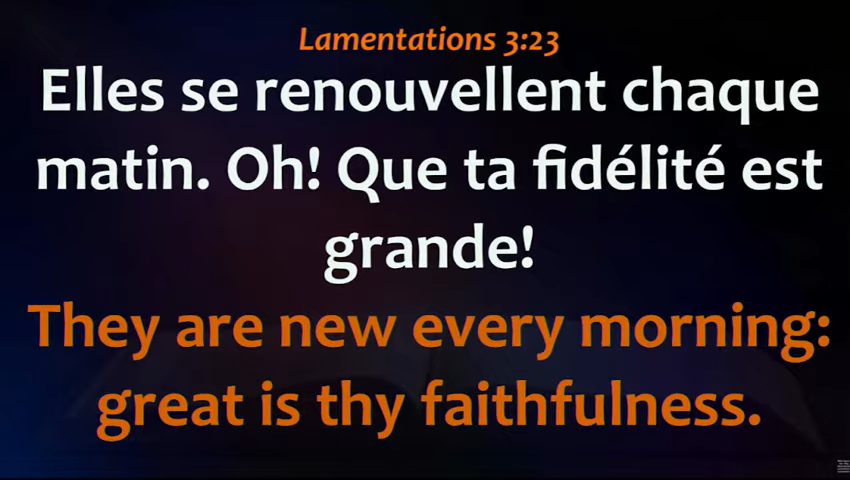 Lamentations 3:23
Elles se renouvellent chaque
matin. Oh! Que ta fidélité est
grande!
They are new every morning:
great is thy faithfulness.